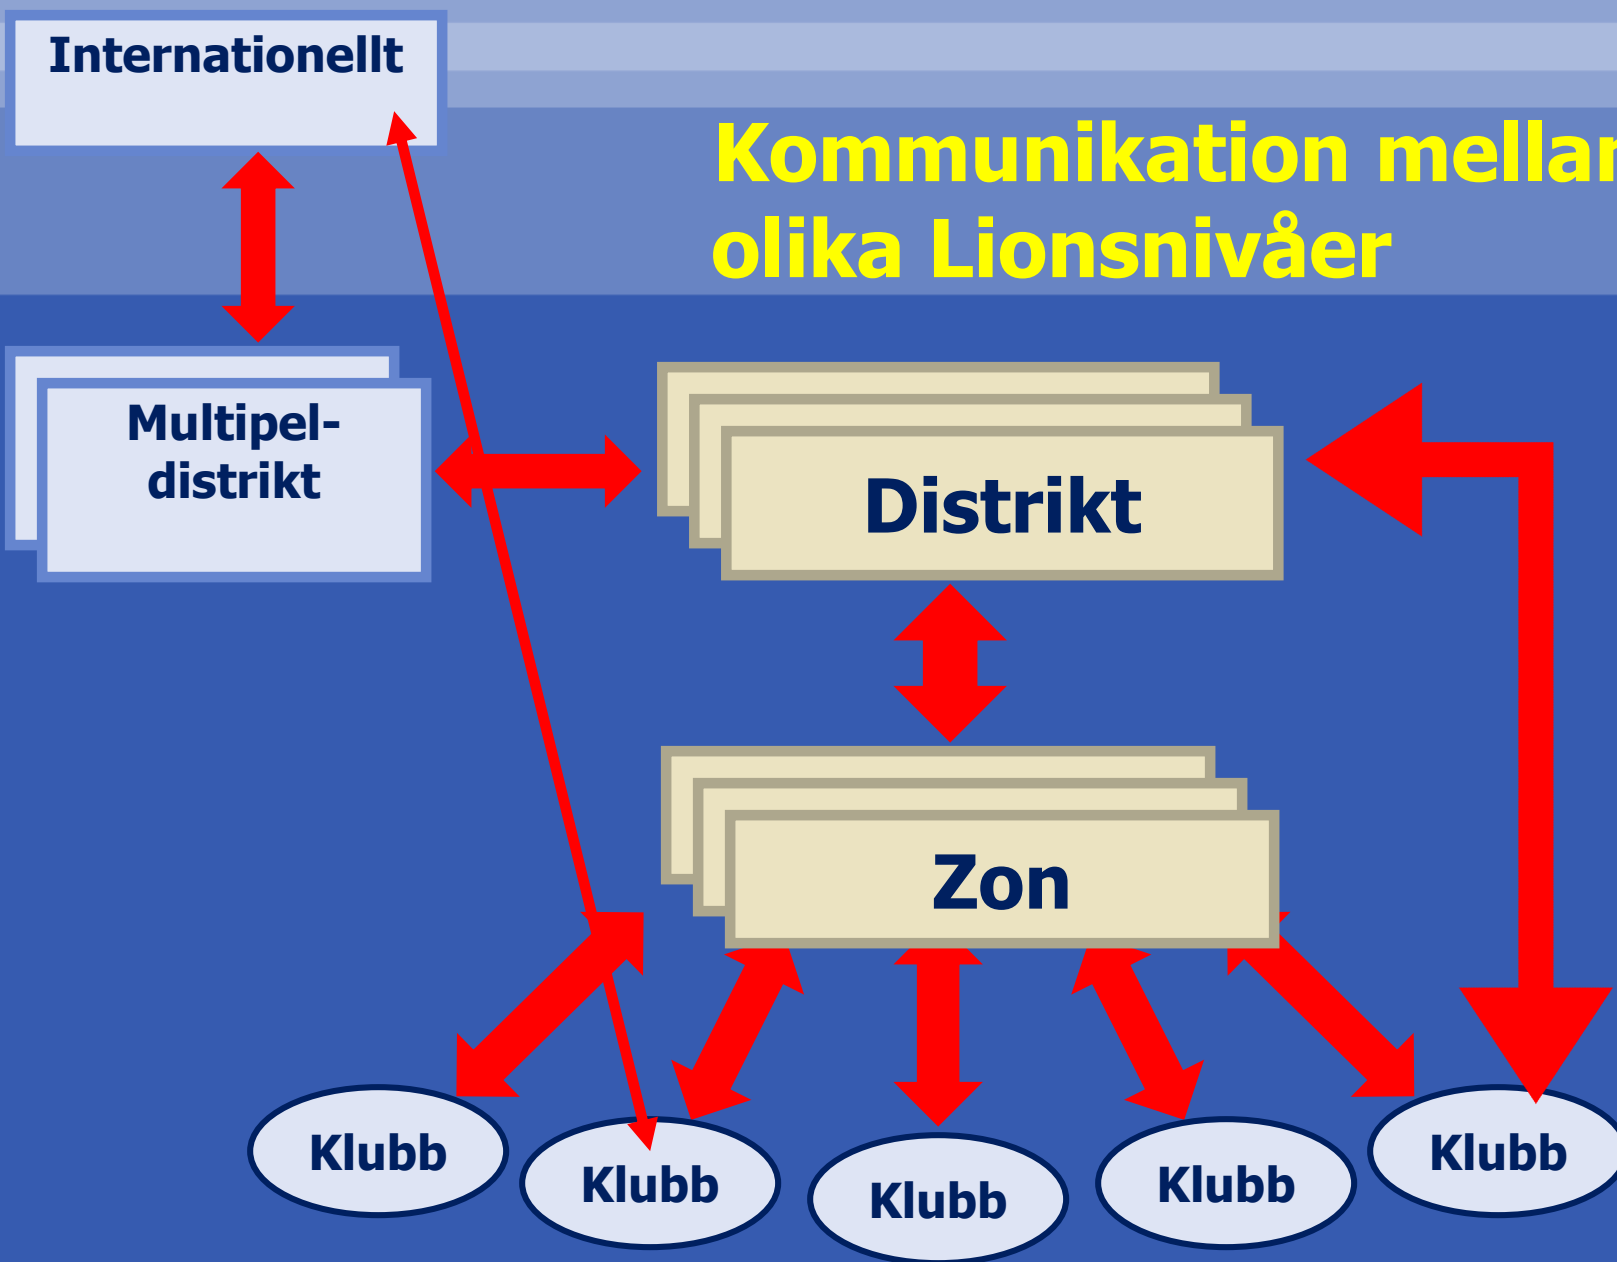 Internationellt
Kommunikation mellan
olika Lionsnivåer
Multipel-
distrikt
Distrikt
Zon
Klubb
Klubb
Klubb
Klubb
Klubb